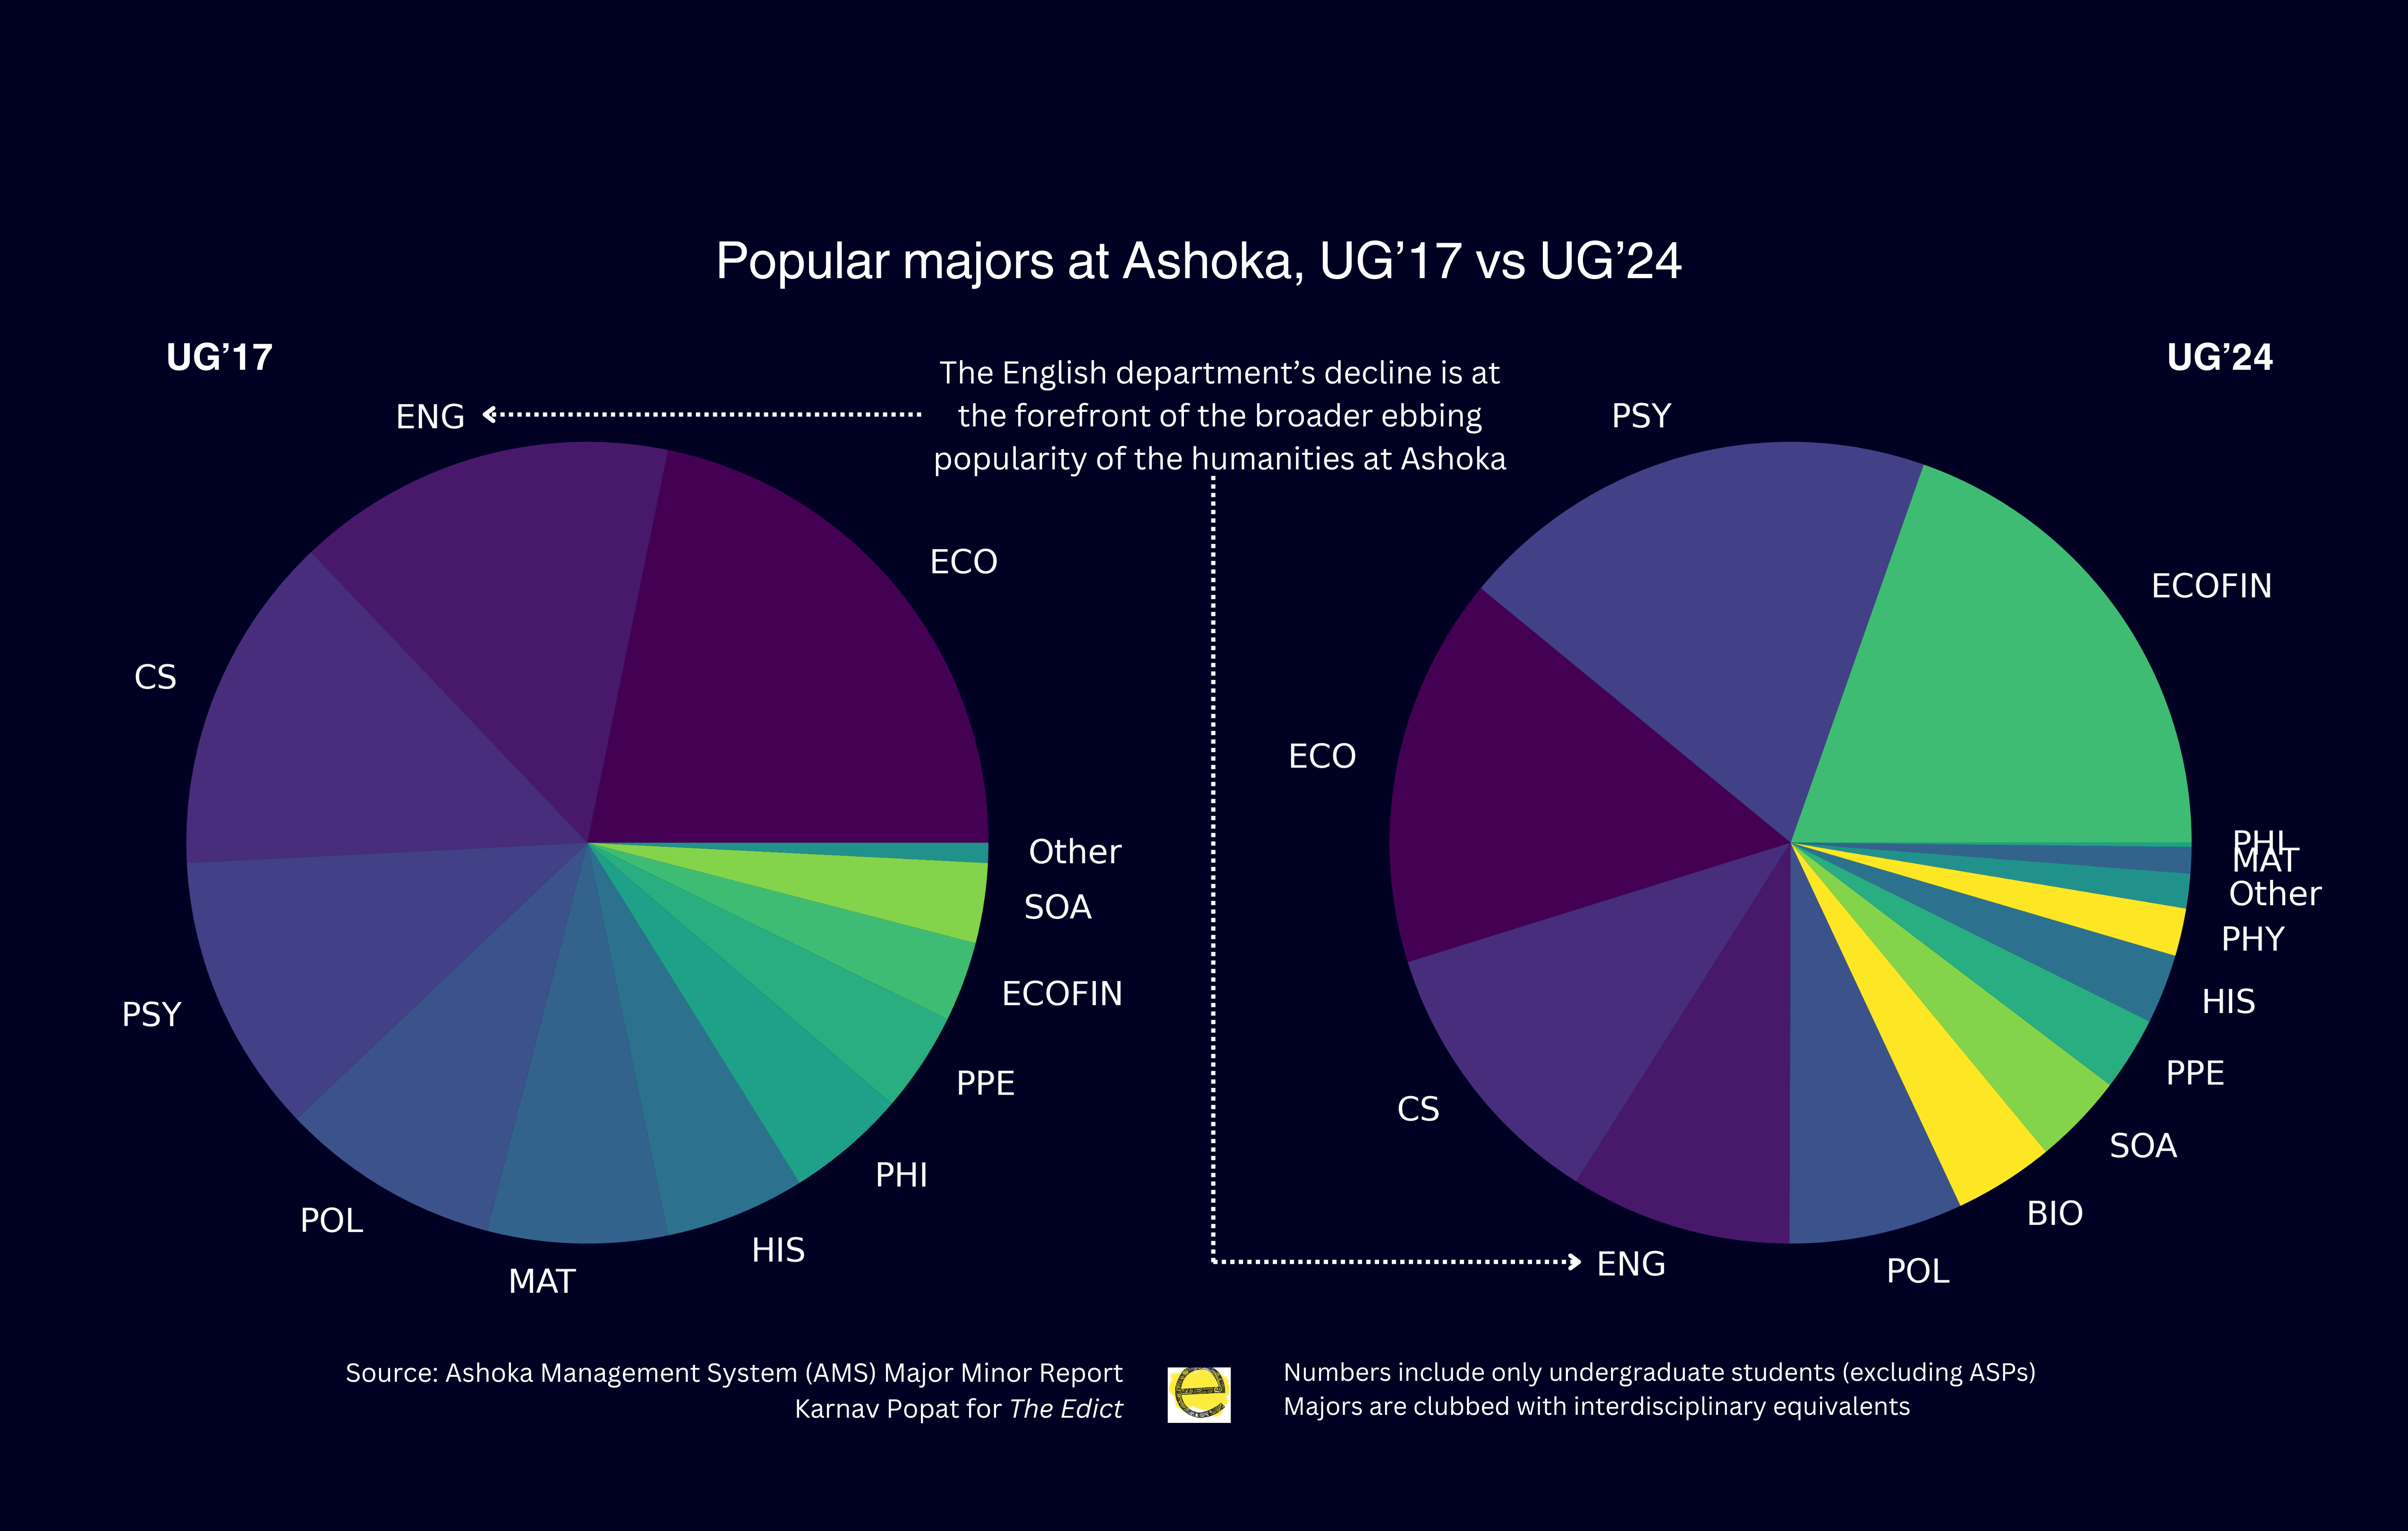 Popular majors at Ashoka, UG’17 vs UG’24
UG’17
UG’24
The English department’s decline is at
the forefront of the broader ebbing
popularity of the humanities at Ashoka
ENG
ECO
CS
PSY
POL
MAT
HIS
PHI
PPE
ECOFIN
SOA
Other
PSY
ECOFIN
ECO
CS
ENG
POL
BIO
SOA
PPE
HIS
PHY
Other
MAT
PHI
Source: Ashoka Management System (AMS) Major Minor Report
Karnav Popat for The Edict
e
Numbers include only undergraduate students (excluding ASPs)
Majors are clubbed with interdisciplinary equivalents